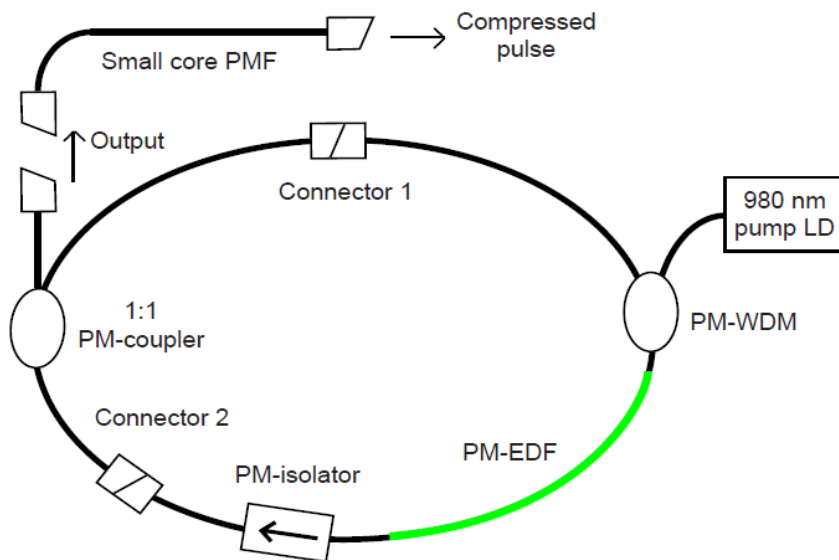 Small core PMF
Compressed
pulse
Output
Connector 1
980 nm
pump LD
1:1
PM-coupler
PM-WDM
Connector 2
PM-EDF
PM-isolator